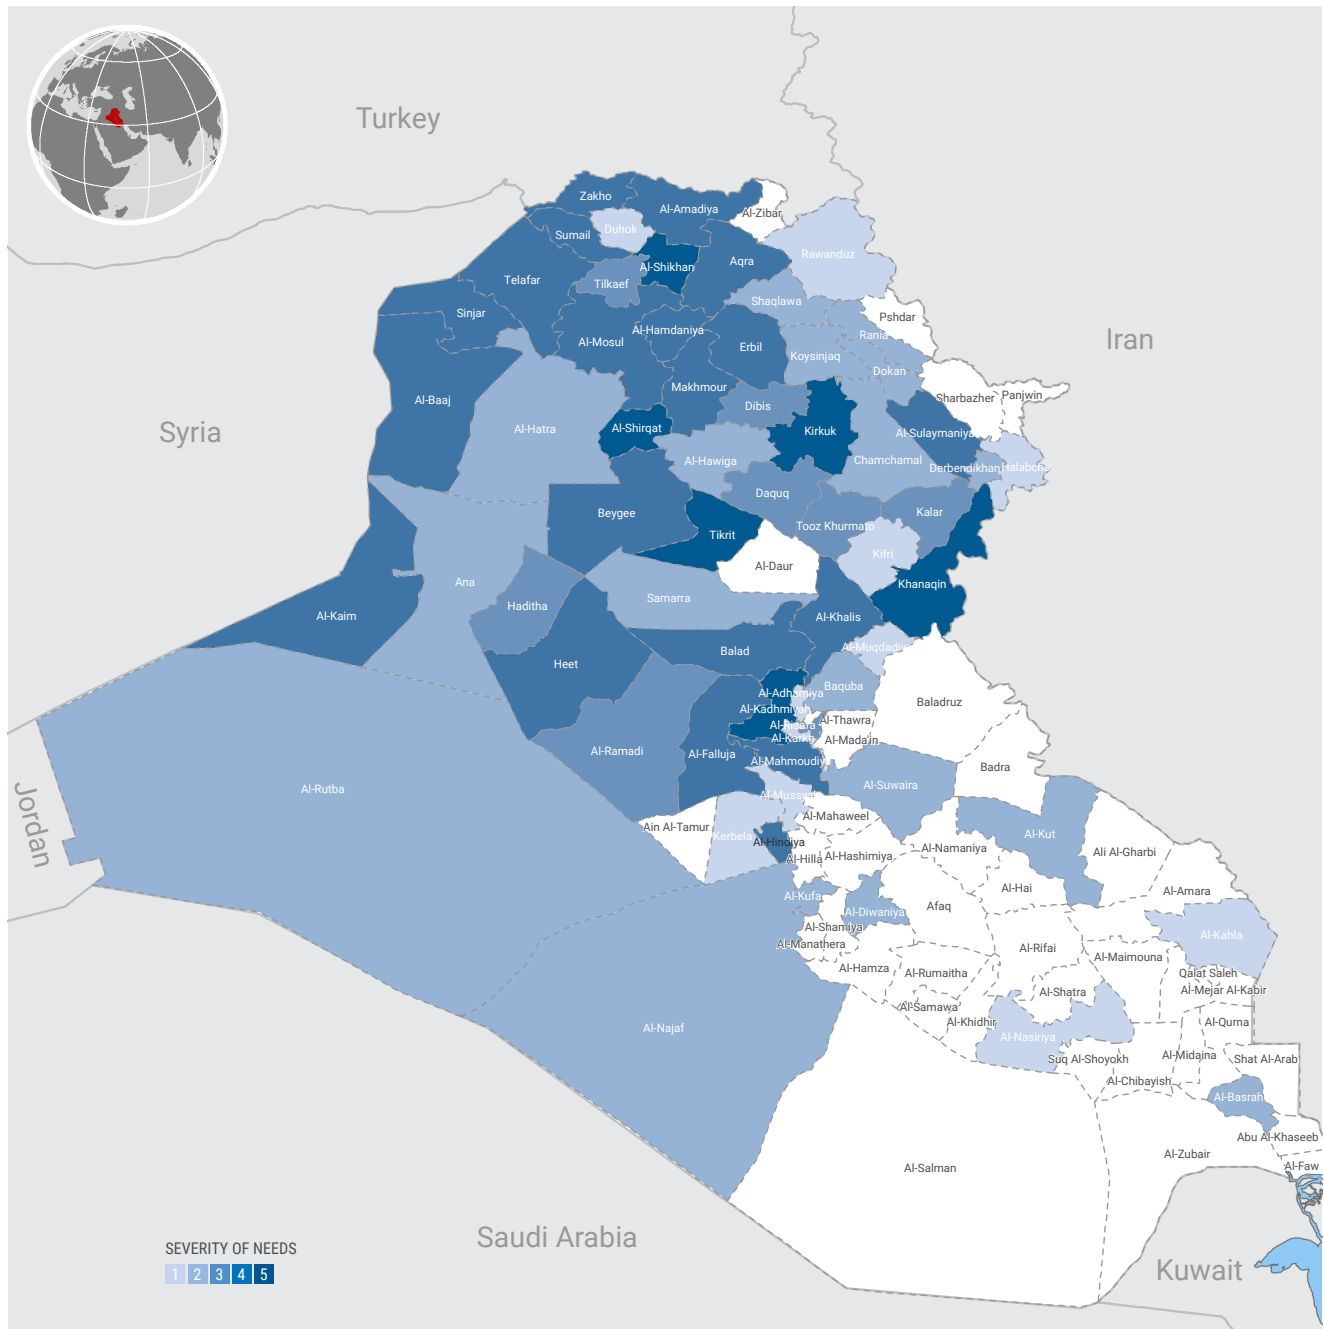 Turkey
Zakho
Al-Amadiya
Al-Zibar
Duhok
Sumail
Rawanduz
Al-Shikhan
Aqra
Telafar
Tilkaef
Shaqlawa
Sinjar
Pshdar
Al-Hamdaniya
Rania
Iran
Al-Mosul
Erbil
Koysinjaq
Dokan
Makhmour
Sharbazher
Panjwin
Al-Baaj
Dibis
Syria
Al-Hatra
Al-Shirqat
Kirkuk
Al-Sulaymaniya
Al-Hawiga
Chamchamal
Derbendikhan
Halabche
Daquq
Beygee
Kalar
Tooz Khurmato
Tikrit
Kifri
Al-Daur
Ana
Khanaqin
Samarra
Haditha
Al-Kaim
Al-Khalis
Al-Muqdadiya
Balad
Heet
Baquba
Al-Adhamiya
Baladruz
Al-Kadhmiyah
Al-Thawra
Al-Risafa
Al-Karkh
Al-Mada'in
Al-Ramadi
Al-Falluja
Al-Mahmoudiya
Badra
Al-Rutba
Al-Suwaira
Al-Mussyab
Jordan
Al-Mahaweel
Ain Al-Tamur
Kerbela
Al-Hindiya
Al-Kut
Al-Namaniya
Ali Al-Gharbi
Al-Hilla
Al-Hashimiya
Al-Hai
Al-Amara
Al-Kufa
Al-Diwaniya
Afaq
Al-Shamiya
Al-Kahla
Al-Manathera
Al-Rifai
Al-Maimouna
Al-Hamza
Al-Rumaitha
Qalat Saleh
Al-Shatra
Al-Mejar Al-Kabir
Al-Samawa
Al-Khidhir
Al-Qurna
Al-Najaf
Al-Nasiriya
Suq Al-Shoyokh
Al-Midaina
Shat Al-Arab
Al-Chibayish
Al-Basrah
Abu Al-Khaseeb
Al-Zubair
Al-Salman
Al-Faw
Saudi Arabia
SEVERITY OF NEEDS
1 2 3 4 5
Kuwait